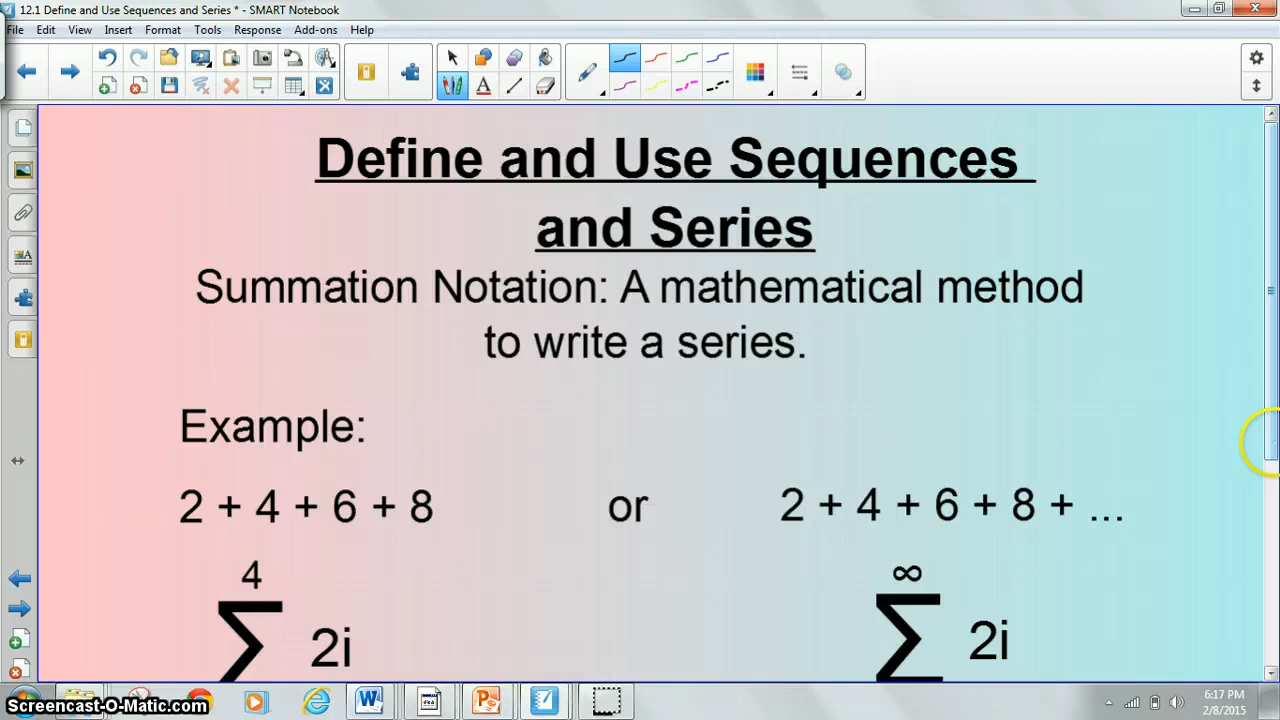 12.1 Define and Use Sequences and Series * - SMART Notebook
File Edit View Insert Format Tools Response Add-ons Help
Define and Use Sequences
and Series
Summation Notation: A mathematical method
to write a series.
Example:
2 + 4 + 6 + 8 or 2 + 4 + 6 + 8 + ...
4 ∞
∑ 2i ∑ 2i
6:17 PM
2/8/2015
Screencast-O-Matic.com